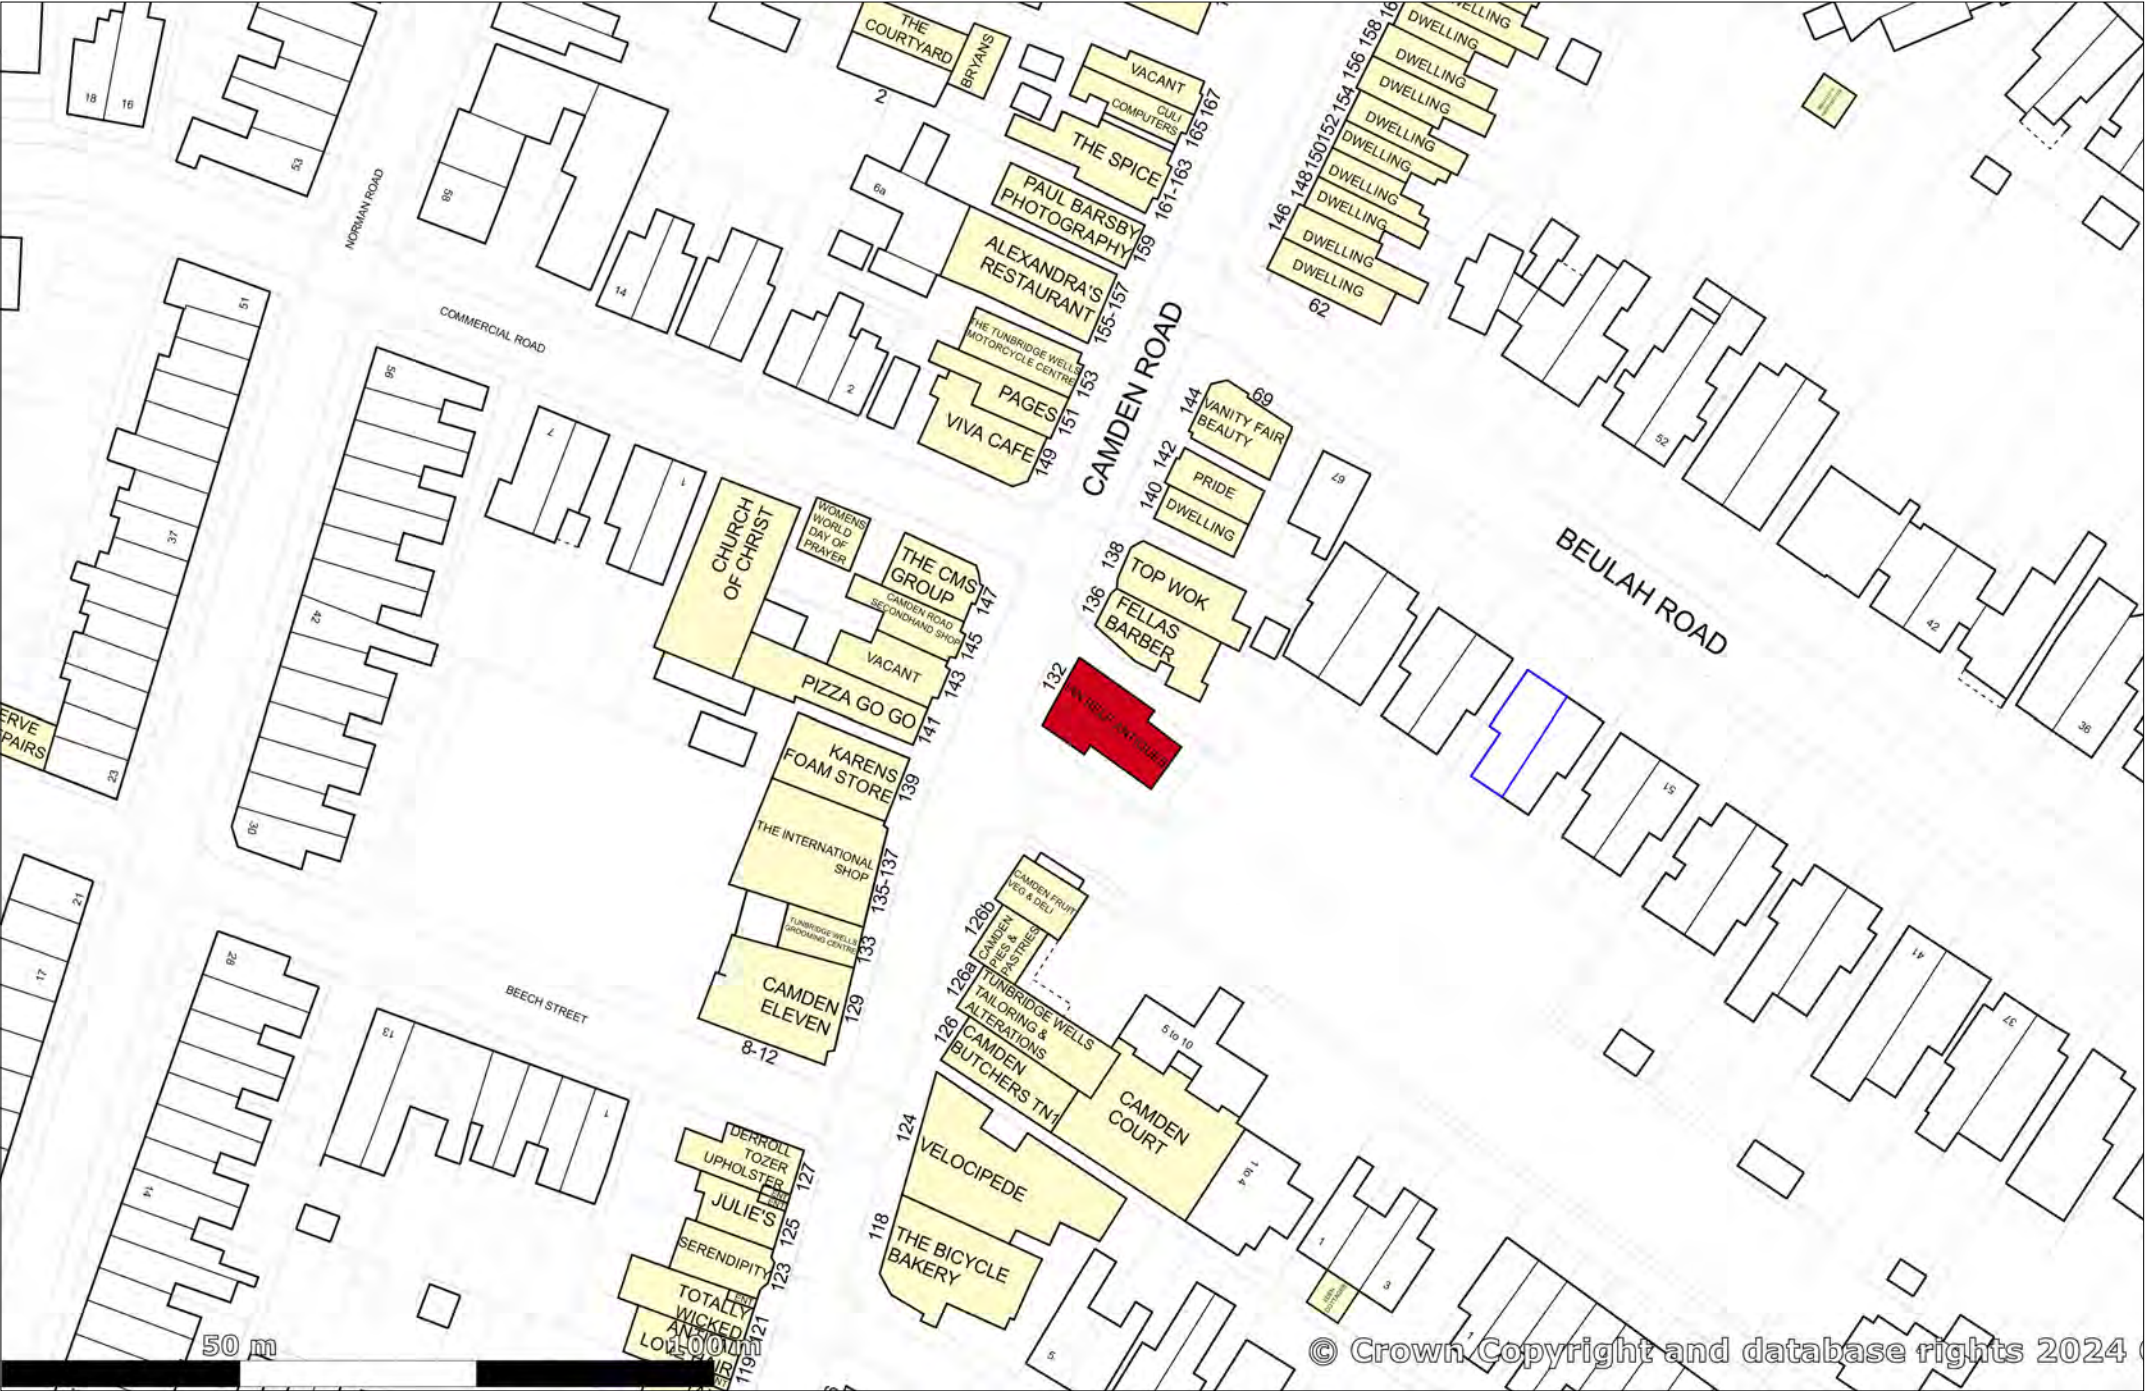 THE
COURTYARD
BRYANS
2
VACANT
CULI
COMPUTERS
167
165
THE SPICE
161-163
PAUL BARSBY
PHOTOGRAPHY
159
ALEXANDRA'S
RESTAURANT
155-157
THE TUNBRIDGE WELLS
MOTORCYCLE CENTRE
153
PAGES
151
VIVA CAFE
149
158
156
154
152
150
148
146
DWELLING
DWELLING
DWELLING
DWELLING
DWELLING
DWELLING
DWELLING
DWELLING
DWELLING
62
18
16
53
NORMAN ROAD
58
6a
14
2
COMMERCIAL ROAD
51
56
7
1
37
42
23
30
CAMDEN ROAD
144
69
VANITY FAIR
BEAUTY
142
PRIDE
140
DWELLING
138
TOP WOK
136
FELLAS
BARBER
132
67
BEULAH ROAD
52
42
36
51
41
37
CHURCH
OF CHRIST
WOMENS
WORLD
DAY OF
PRAYER
THE CMS
GROUP
147
CAMDEN ROAD
SECONDHAND SHOP
145
VACANT
143
PIZZA GO GO
141
KARENS
FOAM STORE
139
THE INTERNATIONAL
SHOP
135-137
TUNBRIDGE WELLS
GROOMING CENTRE
133
CAMDEN
ELEVEN
129
8-12
CAMDEN FRUIT
VEG & DELI
126b
CAMDEN
PIES &
PASTRIES
126a
TUNBRIDGE WELLS
TAILORING &
ALTERATIONS
126
CAMDEN
BUTCHERS TN1
CAMDEN
COURT
5 to 10
1 to 4
124
VELOCIPEDE
118
THE BICYCLE
BAKERY
21
17
28
14
BEECH STREET
13
1
DERROLL
TOZER
UPHOLSTER
127
JULIE'S
125
SERENDIPITY
123
TOTALLY
WICKED
121
119
1
3
5
1
50 m
100 m
© Crown Copyright and database rights 2024